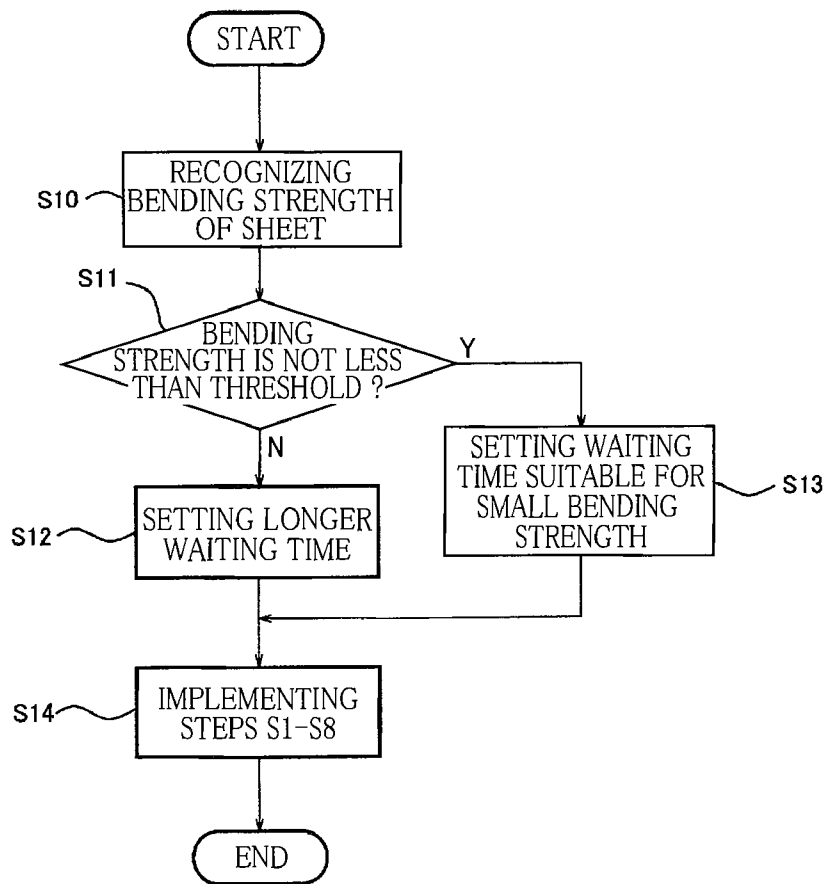 START
S10
RECOGNIZING
BENDING STRENGTH
OF SHEET
S11
BENDING
STRENGTH IS NOT LESS
THAN THRESHOLD ?
Y
N
SETTING WAITING
TIME SUITABLE FOR
SMALL BENDING
STRENGTH
S13
S12
SETTING LONGER
WAITING TIME
S14
IMPLEMENTING
STEPS S1-S8
END